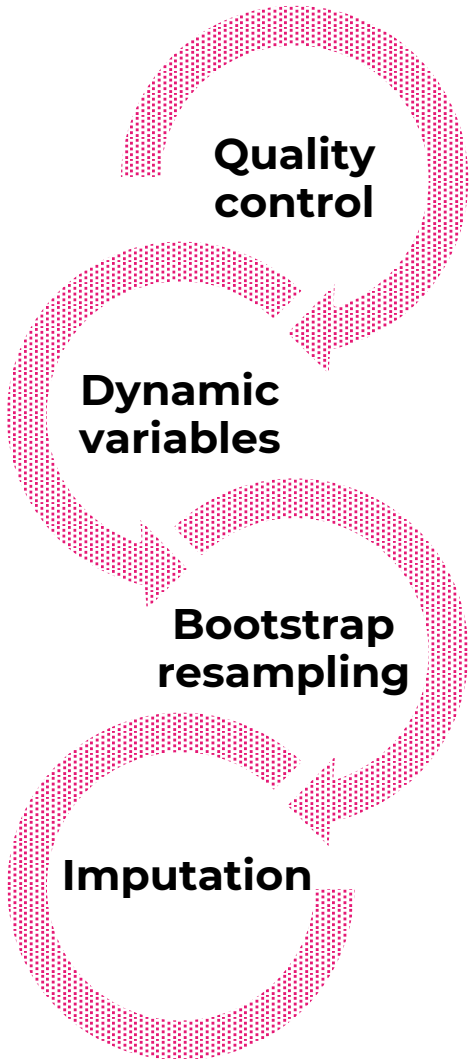 Quality
control
Dynamic
variables
Bootstrap
resampling
Imputation